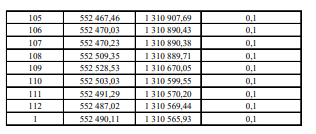 105 552 467,46 1 310 907,69 0,1
106 552 470,03 1 310 890,43 0,1
107 552 470,23 1 310 890,38 0,1
108 552 509,35 1 310 889,71 0,1
109 552 528,53 1 310 670,05 0,1
110 552 503,03 1 310 599,55 0,1
111 552 491,29 1 310 570,20 0,1
112 552 487,02 1 310 569,44 0,1
1 552 490,11 1 310 565,93 0,1